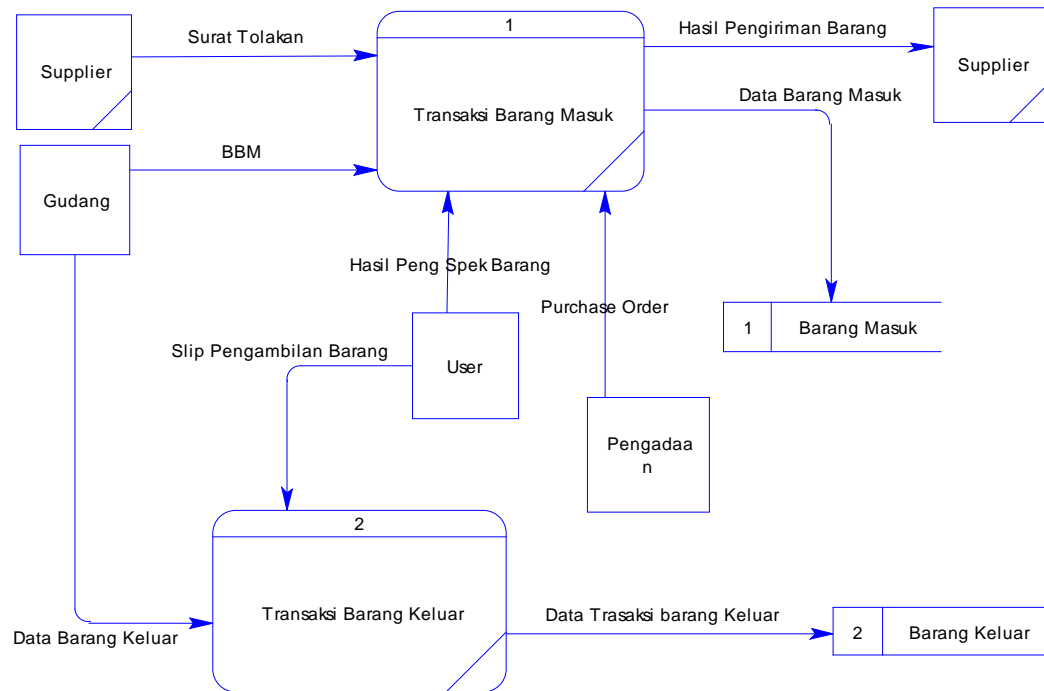 1
Surat Tolakan
Hasil Pengiriman Barang
Supplier
Supplier
Transaksi Barang Masuk
Data Barang Masuk
BBM
Gudang
Hasil Peng Spek Barang
Purchase Order
1
Barang Masuk
Slip Pengambilan Barang
User
Pengadaa
n
2
Transaksi Barang Keluar
Data Barang Keluar
Data Trasaksi barang Keluar
2
Barang Keluar